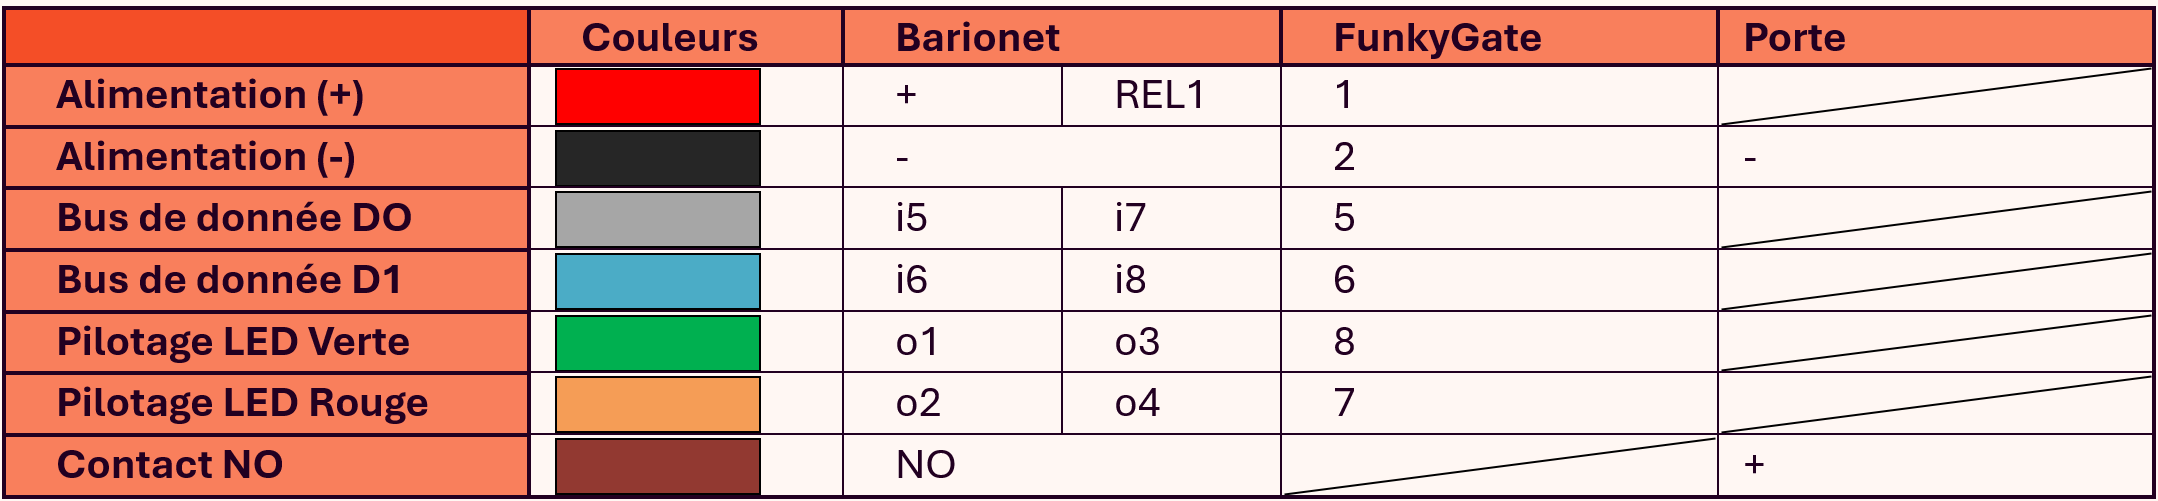 Couleurs Barionet FunkyGate Porte
Alimentation (+) + REL1 1
Alimentation (-) - 2 -
Bus de donnée DO i5 i7 5
Bus de donnée D1 i6 i8 6
Pilotage LED Verte o1 o3 8
Pilotage LED Rouge o2 o4 7
Contact NO NO +